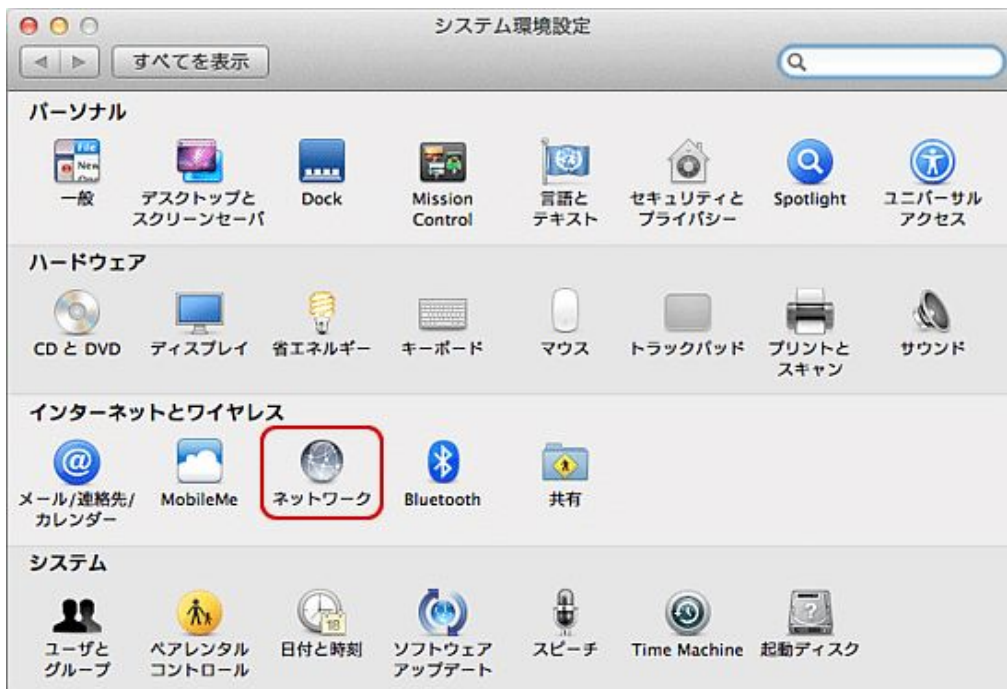 システム環境設定
すべてを表示
パーソナル
File
New
一般
デスクトップと
スクリーンセーバ
Dock
Mission
Control
言語と
テキスト
セキュリティと
プライバシー
Spotlight
ユニバーサル
アクセス
ハードウェア
CD と DVD
ディスプレイ
省エネルギー
キーボード
マウス
トラックパッド
プリントと
スキャン
サウンド
インターネットとワイヤレス
メール/連絡先/
カレンダー
MobileMe
ネットワーク
Bluetooth
共有
システム
ユーザと
グループ
ペアレンタル
コントロール
18
日付と時刻
ソフトウェア
アップデート
スピーチ
Time Machine
?
起動ディスク